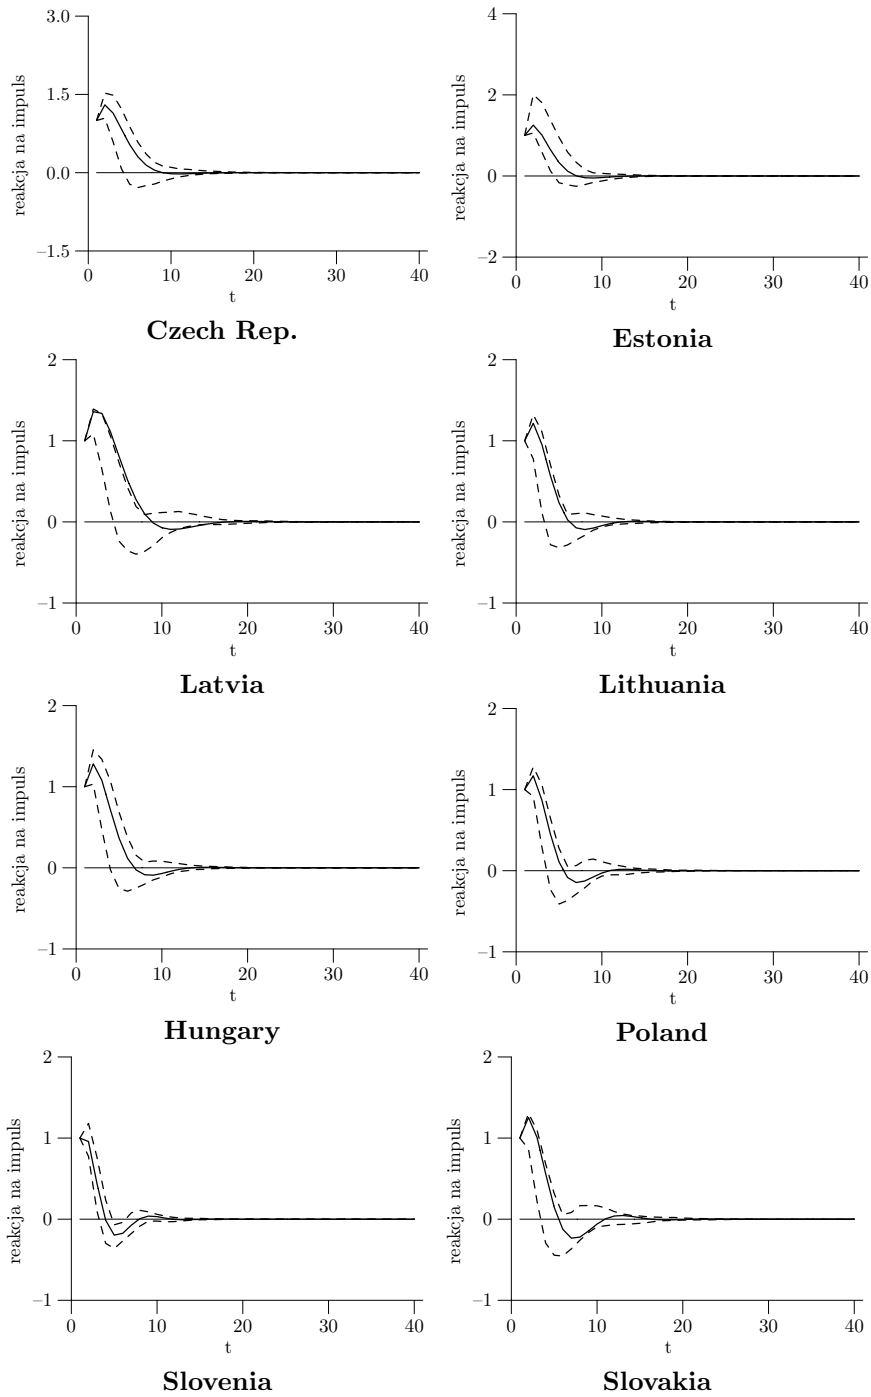 3.0
1.5
0.0
−1.5
reakcja na impuls
0 10 20 30 40
t
Czech Rep.
4
2
0
−2
reakcja na impuls
0 10 20 30 40
t
Estonia
2
1
0
−1
reakcja na impuls
0 10 20 30 40
t
Latvia
2
1
0
−1
reakcja na impuls
0 10 20 30 40
t
Lithuania
2
1
0
−1
reakcja na impuls
0 10 20 30 40
t
Hungary
2
1
0
−1
reakcja na impuls
0 10 20 30 40
t
Poland
2
1
0
−1
reakcja na impuls
0 10 20 30 40
t
Slovenia
2
1
0
−1
reakcja na impuls
0 10 20 30 40
t
Slovakia